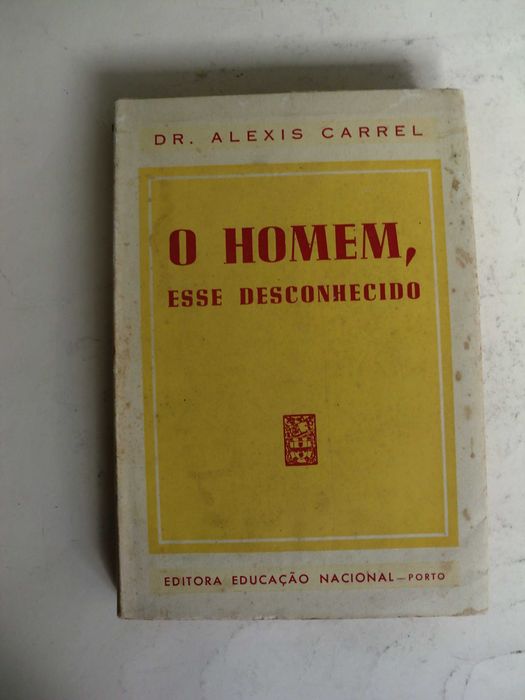 DR. ALEXIS CARREL
O HOMEM,
ESSE DESCONHECIDO
EDITORA EDUCAÇÃO NACIONAL — PORTO